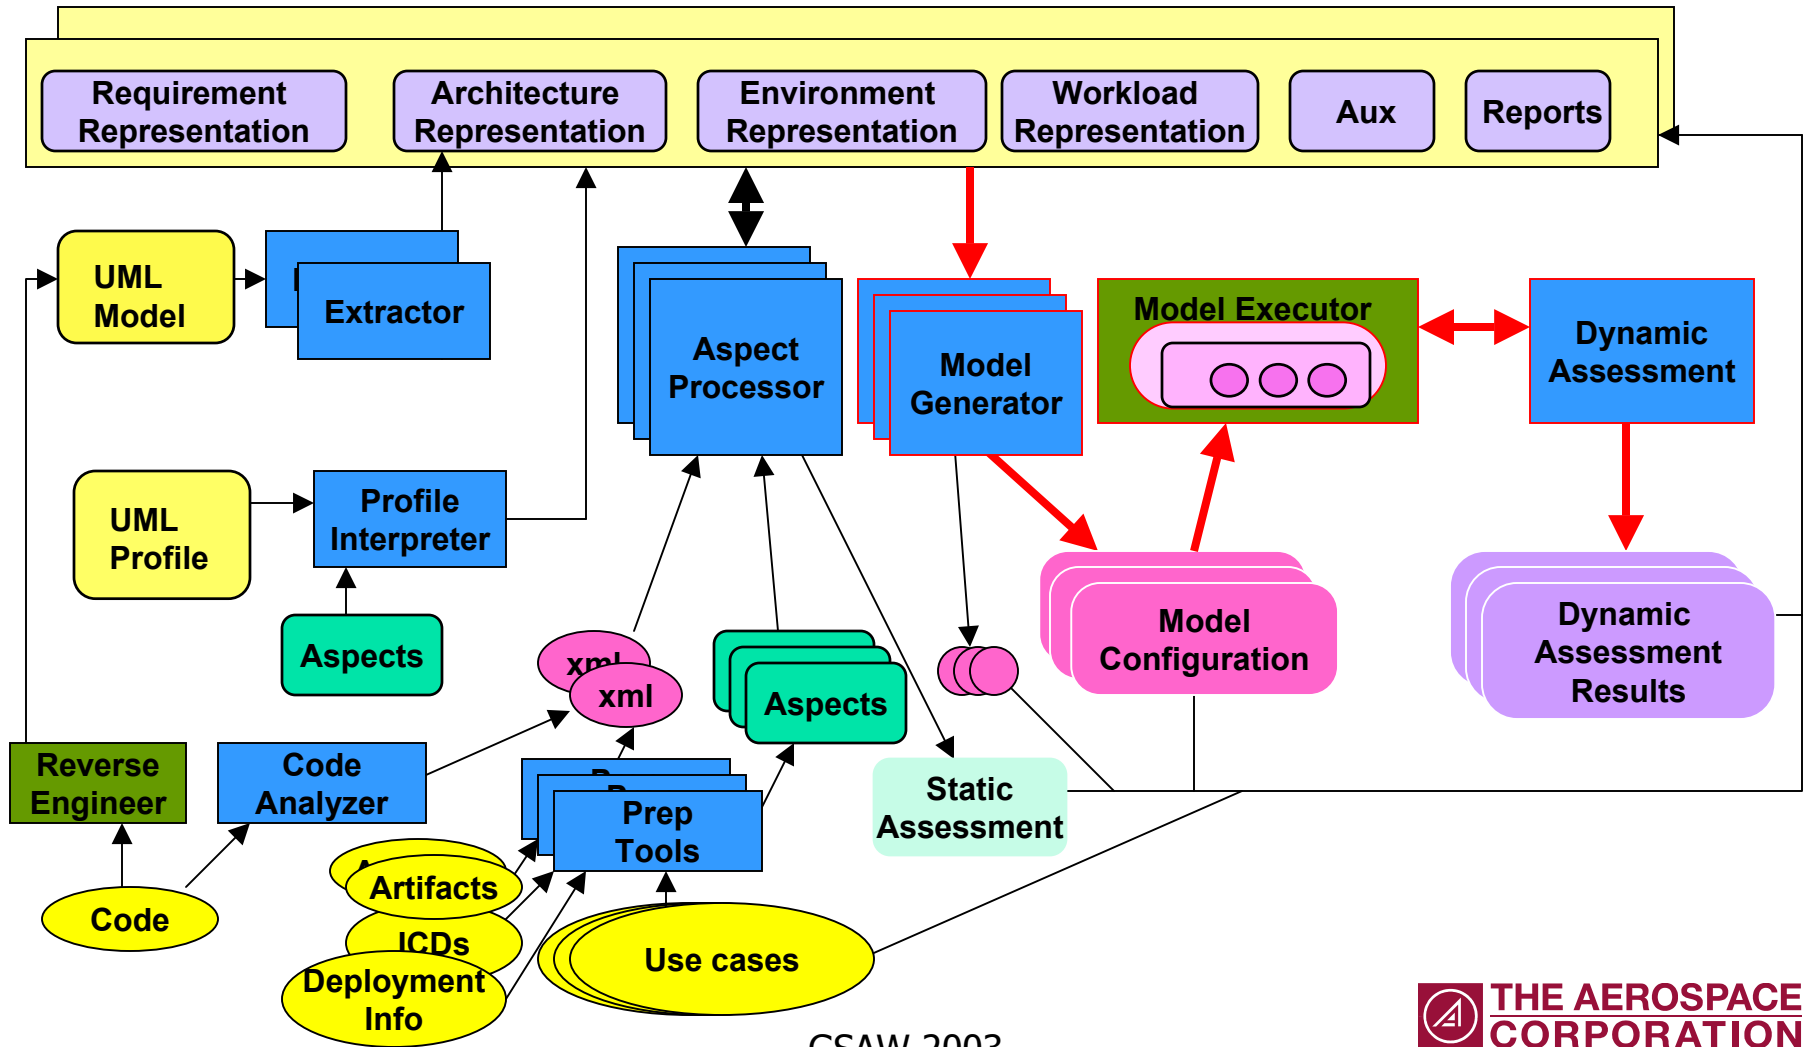 Requirement
Representation
Architecture
Representation
Environment
Representation
Workload
Representation
Aux
Reports
UML
Model
Extractor
Aspect
Processor
Model
Generator
Model Executor
Dynamic
Assessment
UML
Profile
Profile
Interpreter
Aspects
xml
xml
Aspects
Model
Configuration
Dynamic
Assessment
Results
Reverse
Engineer
Code
Analyzer
Prep
Tools
Static
Assessment
Code
Artifacts
ICDs
Deployment
Info
Use cases
GSAW 2003
THE AEROSPACE
CORPORATION